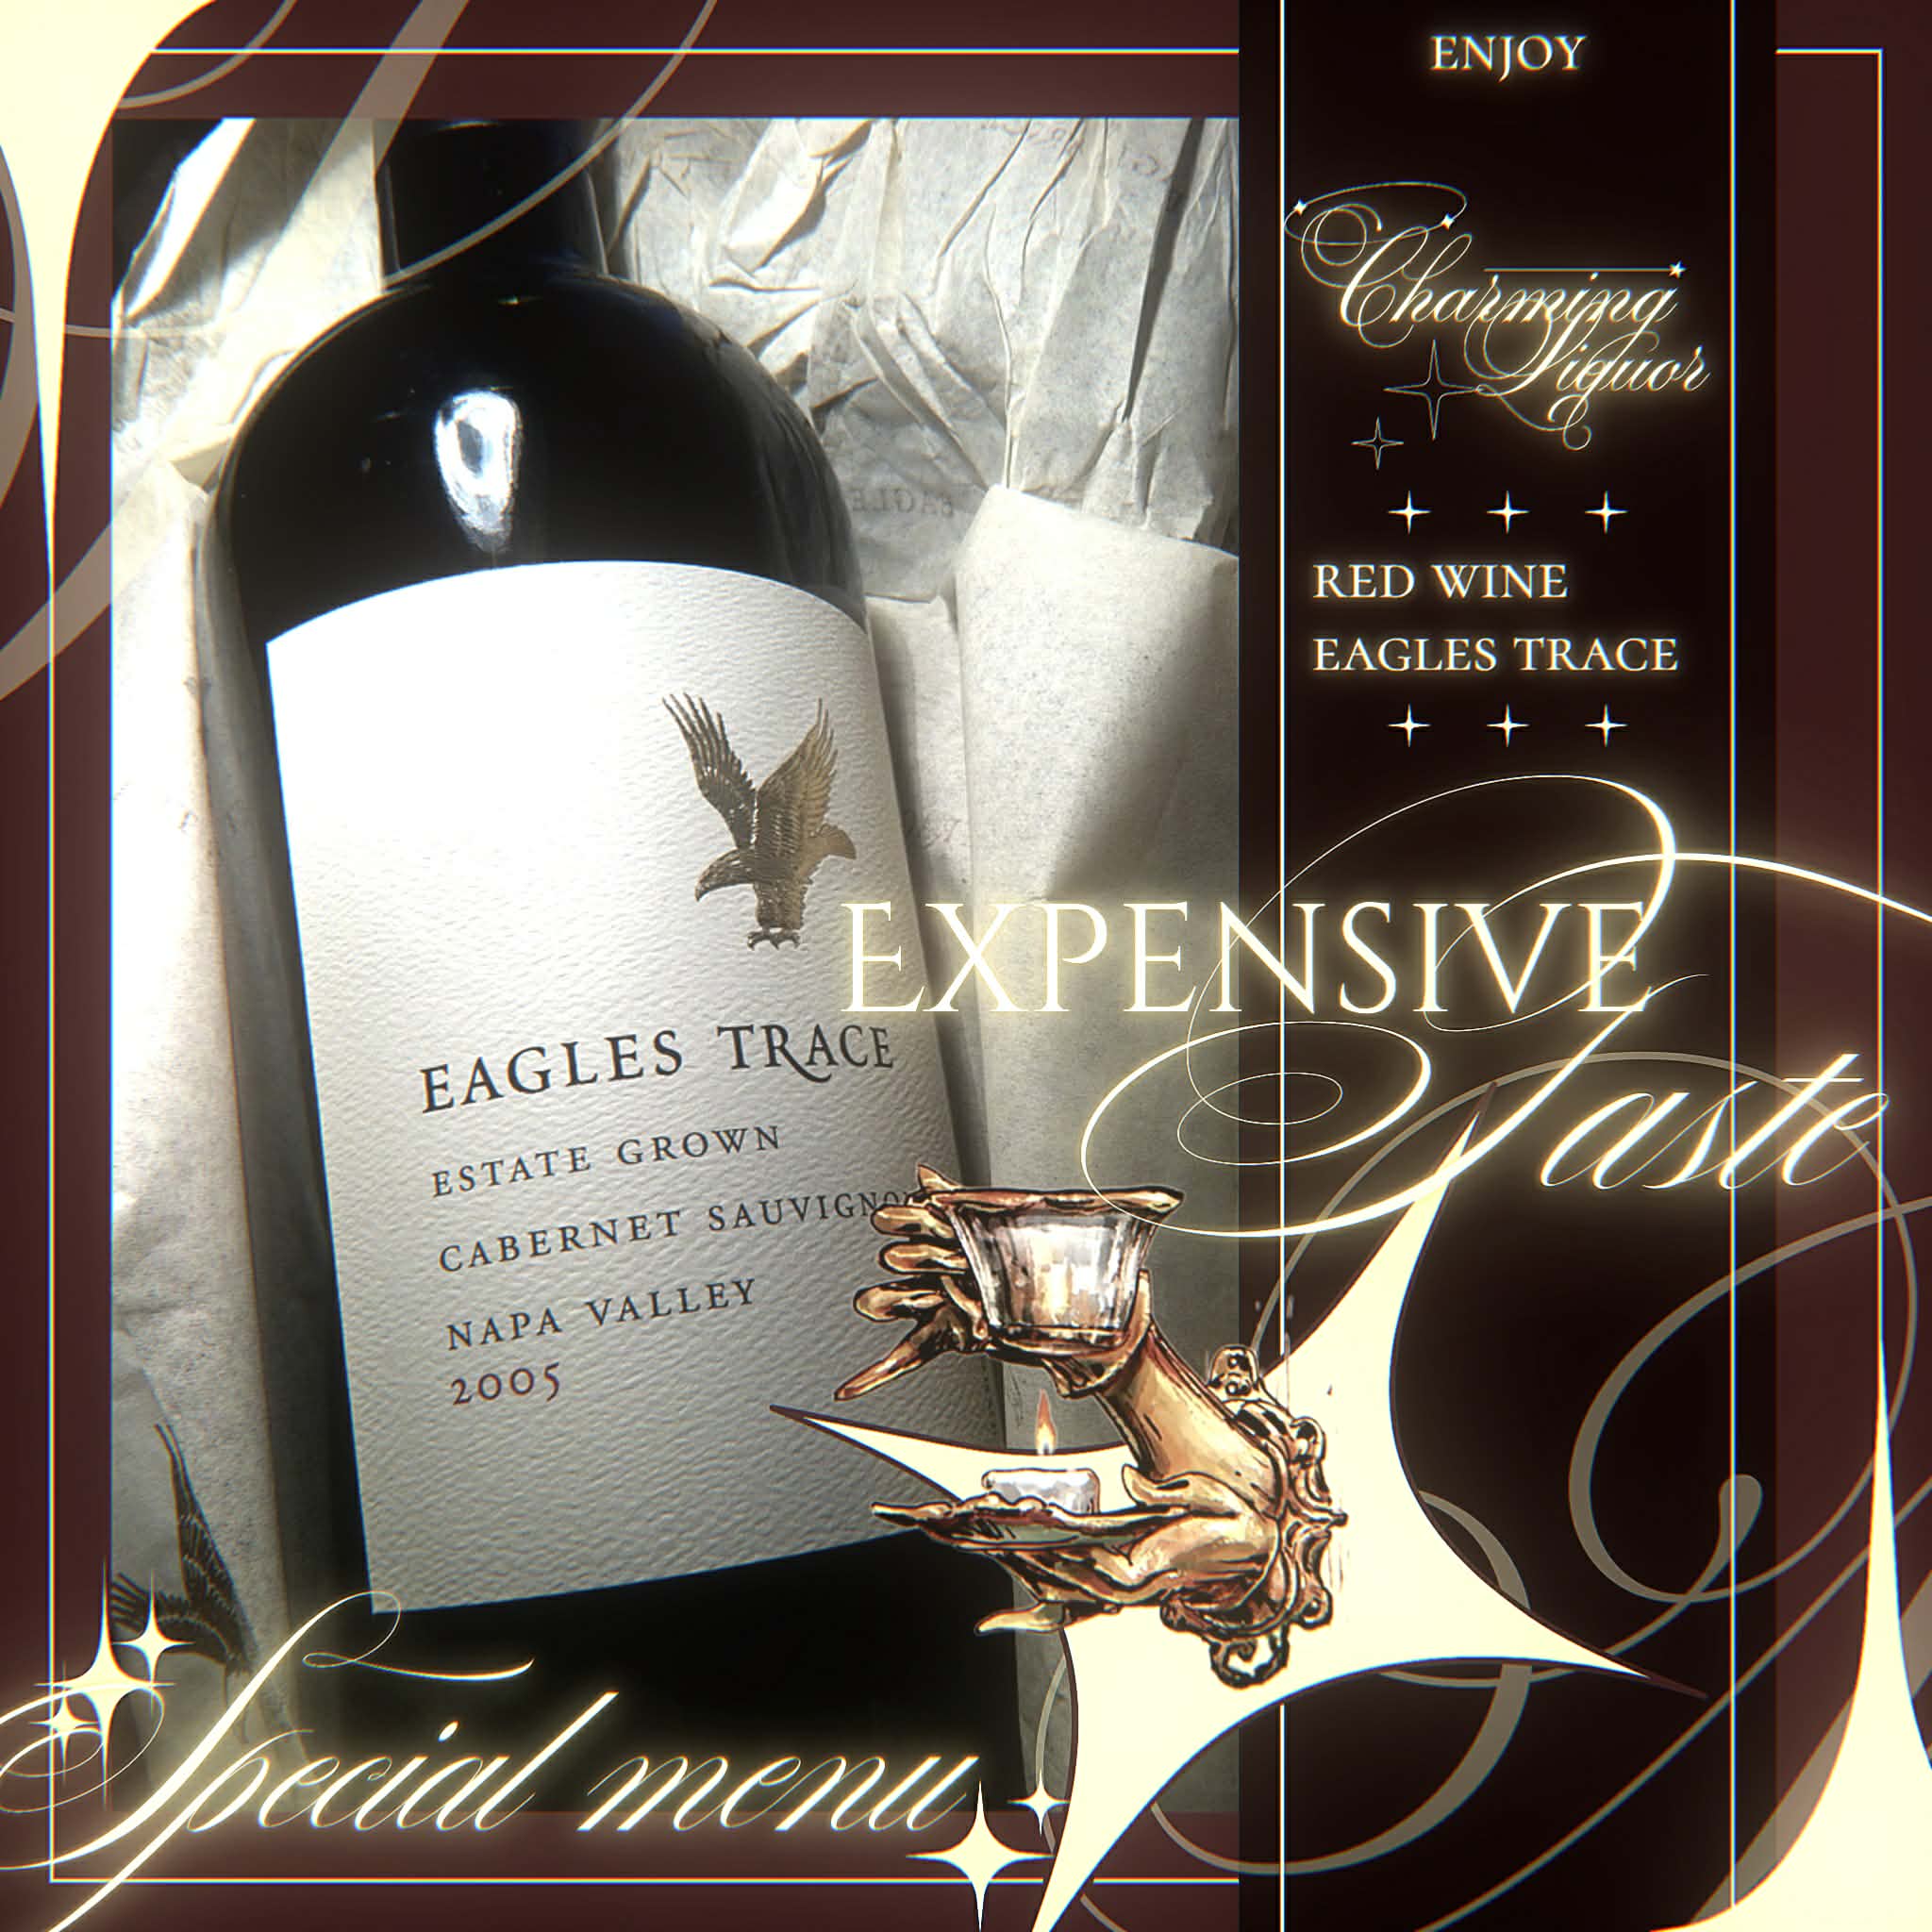 ENJOY
Charming
Liquor
RED WINE
EAGLES TRACE
EXPENSIVE
Taste
EAGLES TRACE
ESTATE GROWN
CABERNET SAUVIGNO
NAPA VALLEY
2005
Special menu